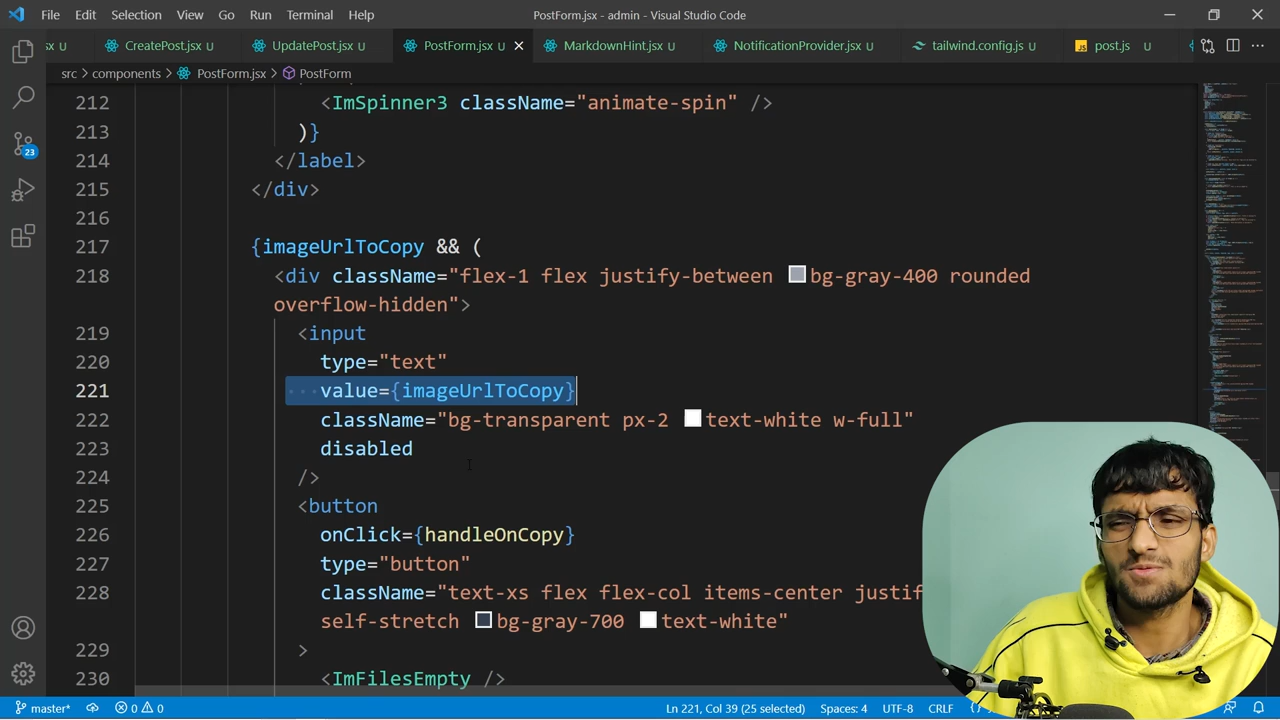 File Edit Selection View Go Run Terminal Help PostForm.jsx - admin - Visual Studio Code
sx U CreatePost.jsx U UpdatePost.jsx U PostForm.jsx U MarkdownHint.jsx U NotificationProvider.jsx U tailwind.config.js U JS post.js U
src > components > PostForm.jsx > PostForm
212 <ImSpinner3 className="animate-spin" />
213 )}
214 </label>
215 </div>
216
217 {imageUrlToCopy && (
218 <div className="flex-1 flex justify-between bg-gray-400 rounded
overflow-hidden">
219 <input
220 type="text"
221 value={imageUrlToCopy}
222 className="bg-transparent px-2 text-white w-full"
223 disabled
224 />
225 <button
226 onClick={handleOnCopy}
227 type="button"
228 className="text-xs flex flex-col items-center justif
self-stretch bg-gray-700 text-white"
229 >
230 <ImFilesEmpty />
23
master* 0 0 Ln 221, Col 39 (25 selected) Spaces: 4 UTF-8 CRLF